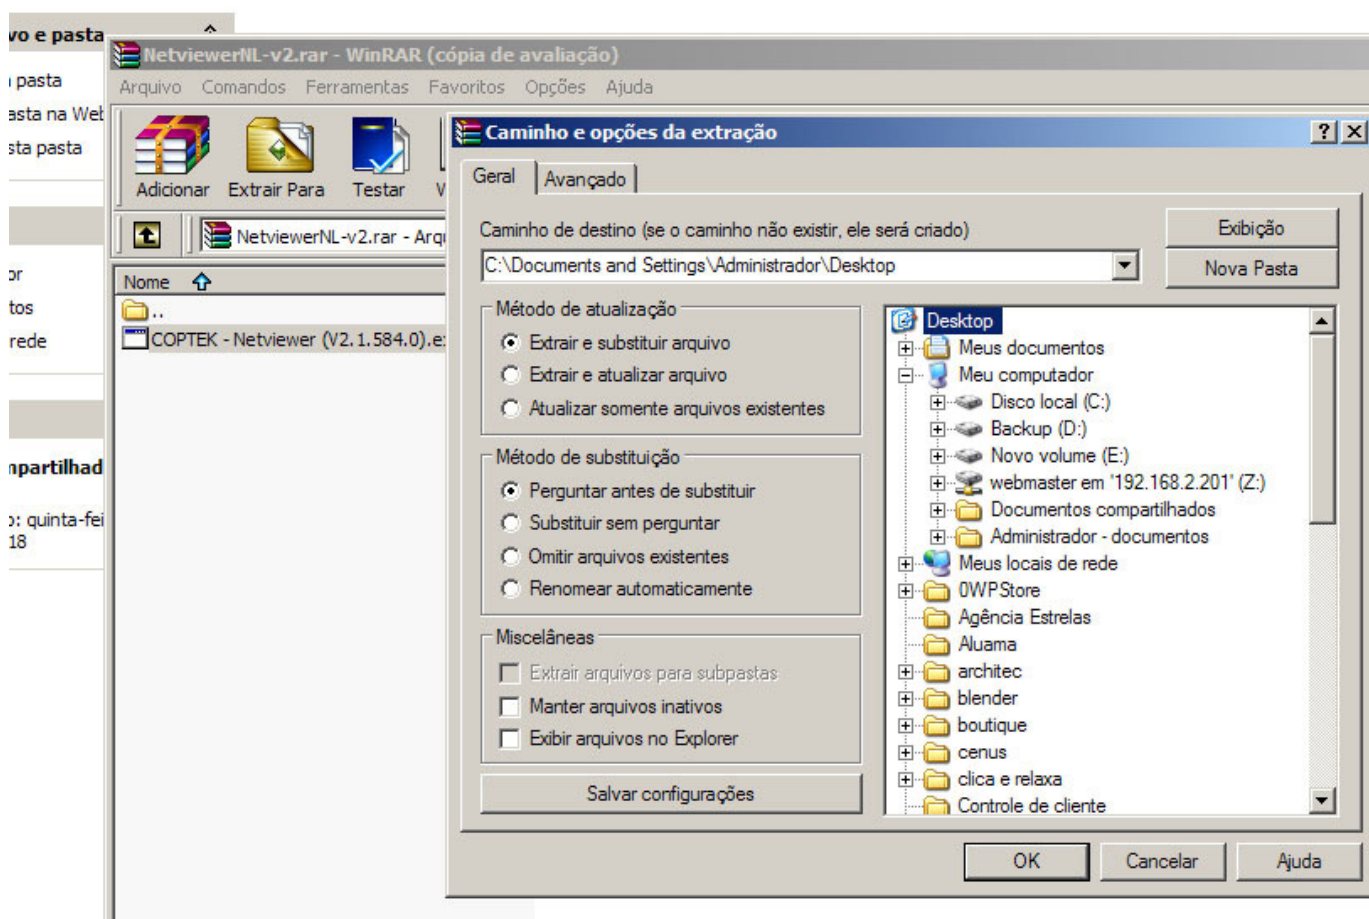 vo e pasta
pasta
asta na Web
sta pasta
or
tos
rede
mpartilhad
o: quinta-fei
18
NetviewerNL-v2.rar - WinRAR (cópia de avaliação)
Arquivo Comandos Ferramentas Favoritos Opções Ajuda
Adicionar Extrair Para Testar V
NetviewerNL-v2.rar - Arqu
Nome
..
COPTEK - Netviewer (V2.1.584.0).e
Caminho e opções da extração
Geral Avançado
Caminho de destino (se o caminho não existir, ele será criado)
C:\Documents and Settings\Administrador\Desktop
Exibição
Nova Pasta
Método de atualização
Extrair e substituir arquivo
Extrair e atualizar arquivo
Atualizar somente arquivos existentes
Método de substituição
Perguntar antes de substituir
Substituir sem perguntar
Omitir arquivos existentes
Renomear automaticamente
Miscelâneas
Extrair arquivos para subpastas
Manter arquivos inativos
Exibir arquivos no Explorer
Salvar configurações
Desktop
Meus documentos
Meu computador
Disco local (C:)
Backup (D:)
Novo volume (E:)
webmaster em '192.168.2.201' (Z:)
Documentos compartilhados
Administrador - documentos
Meus locais de rede
0WPStore
Agência Estrelas
Aluama
architec
blender
boutique
cenus
clica e relaxa
Controle de cliente
OK Cancelar Ajuda